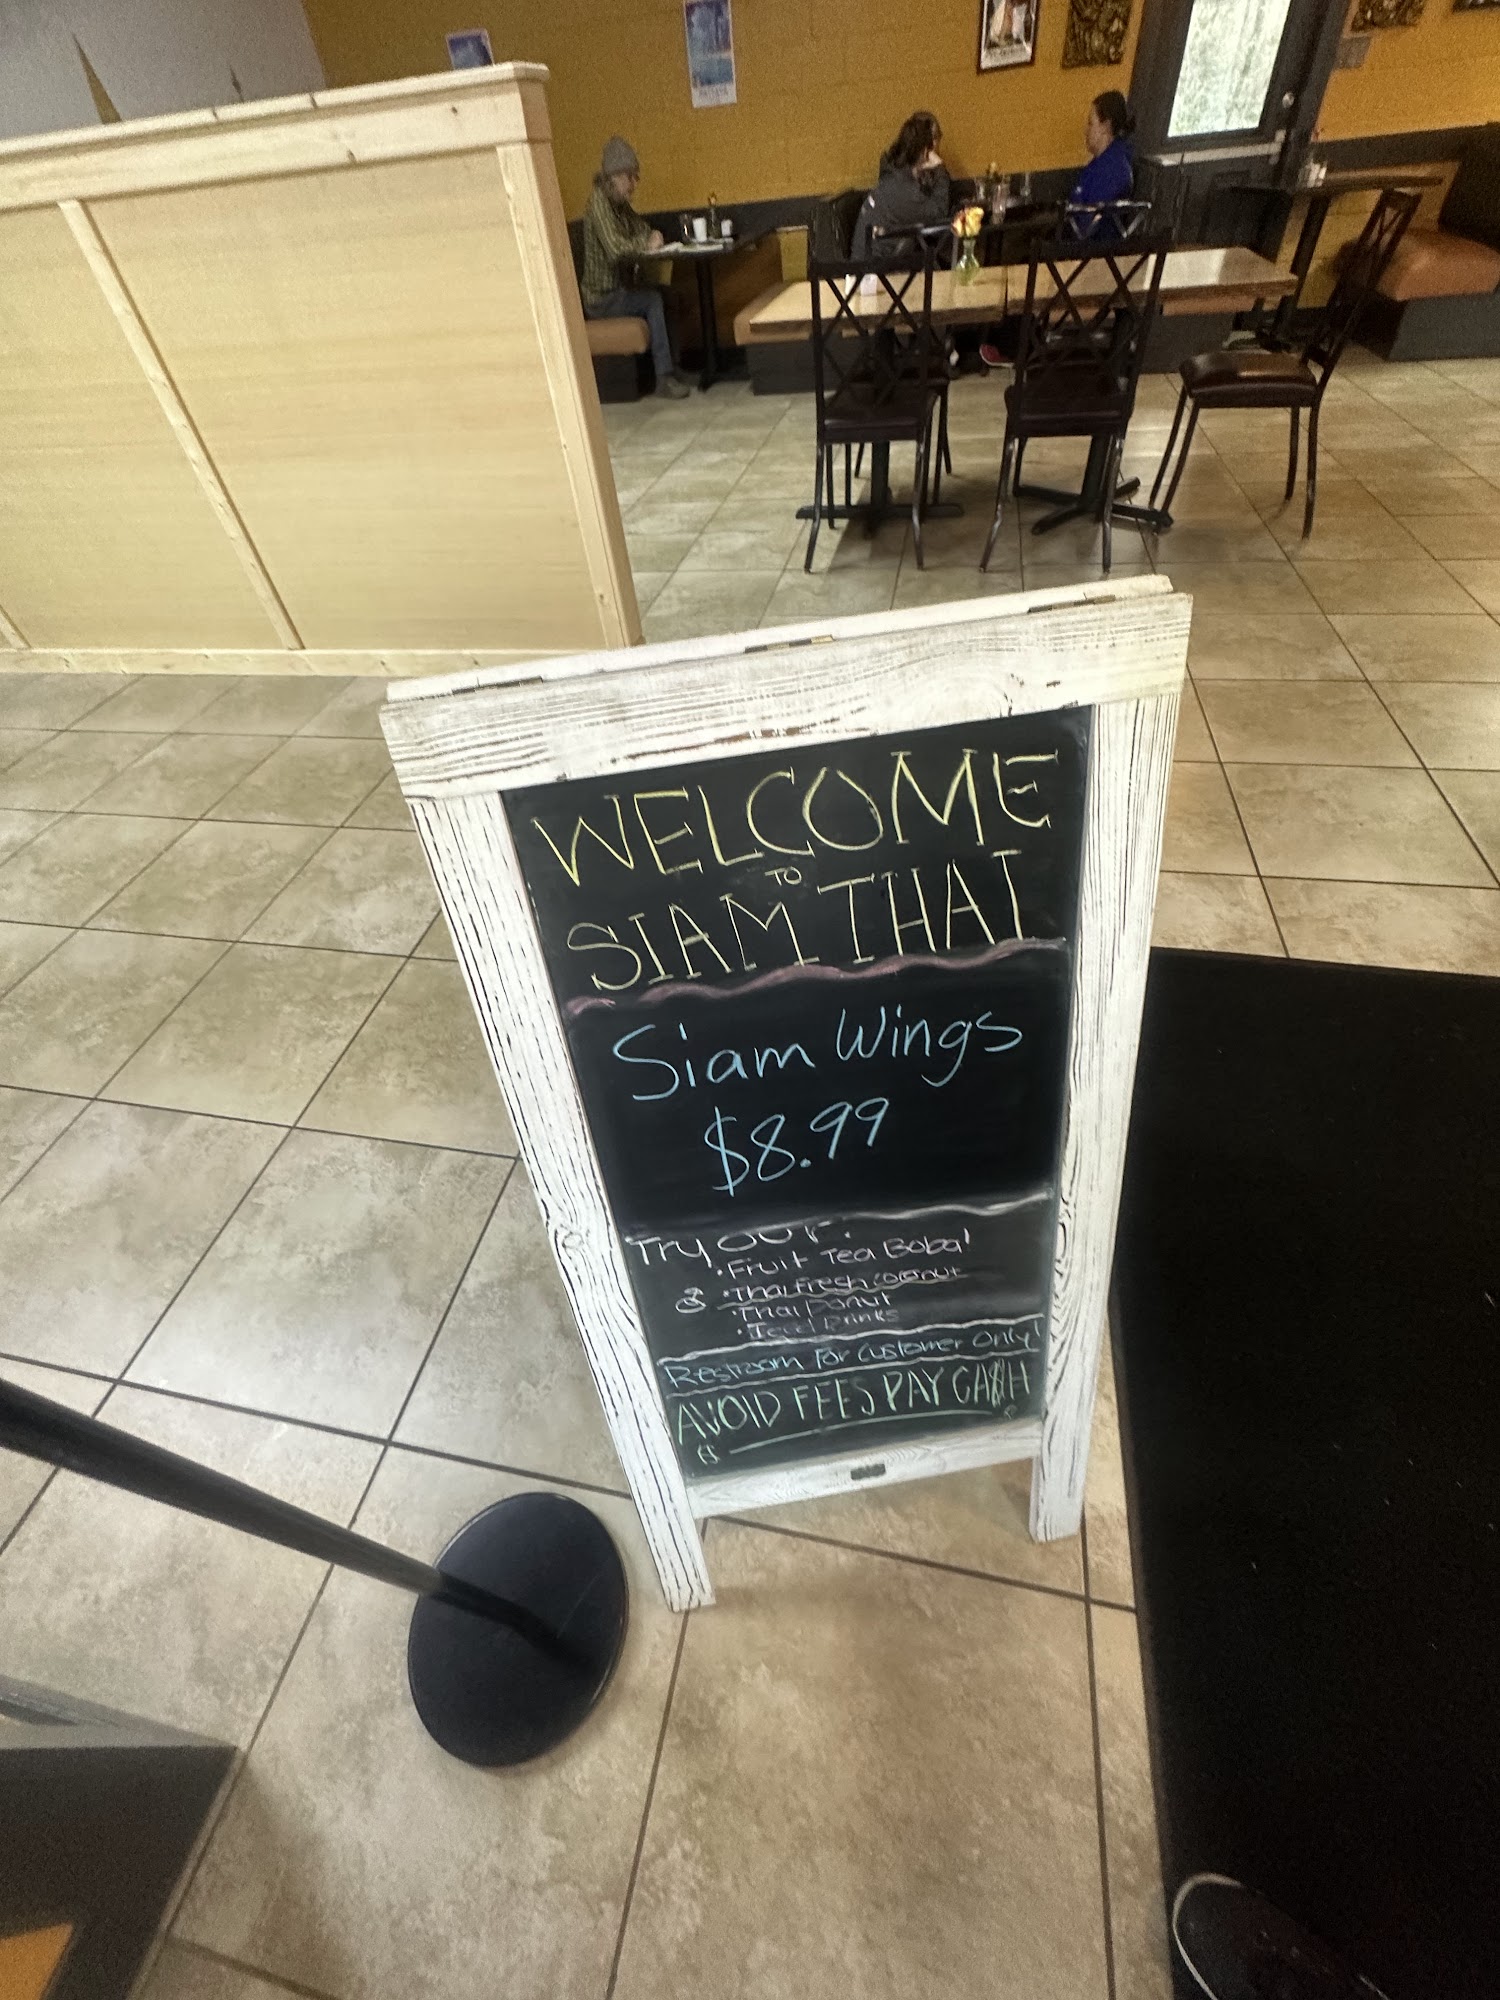 WELCOME
TO
SIAM THAI
Siam Wings
$8.99
Try our:
• Fruit Tea Boba!
& • Thai Fresh coconut
• Thai Donut
• Iced Drinks
Restroom For Customer Only!
AVOID FEES PAY CA$H